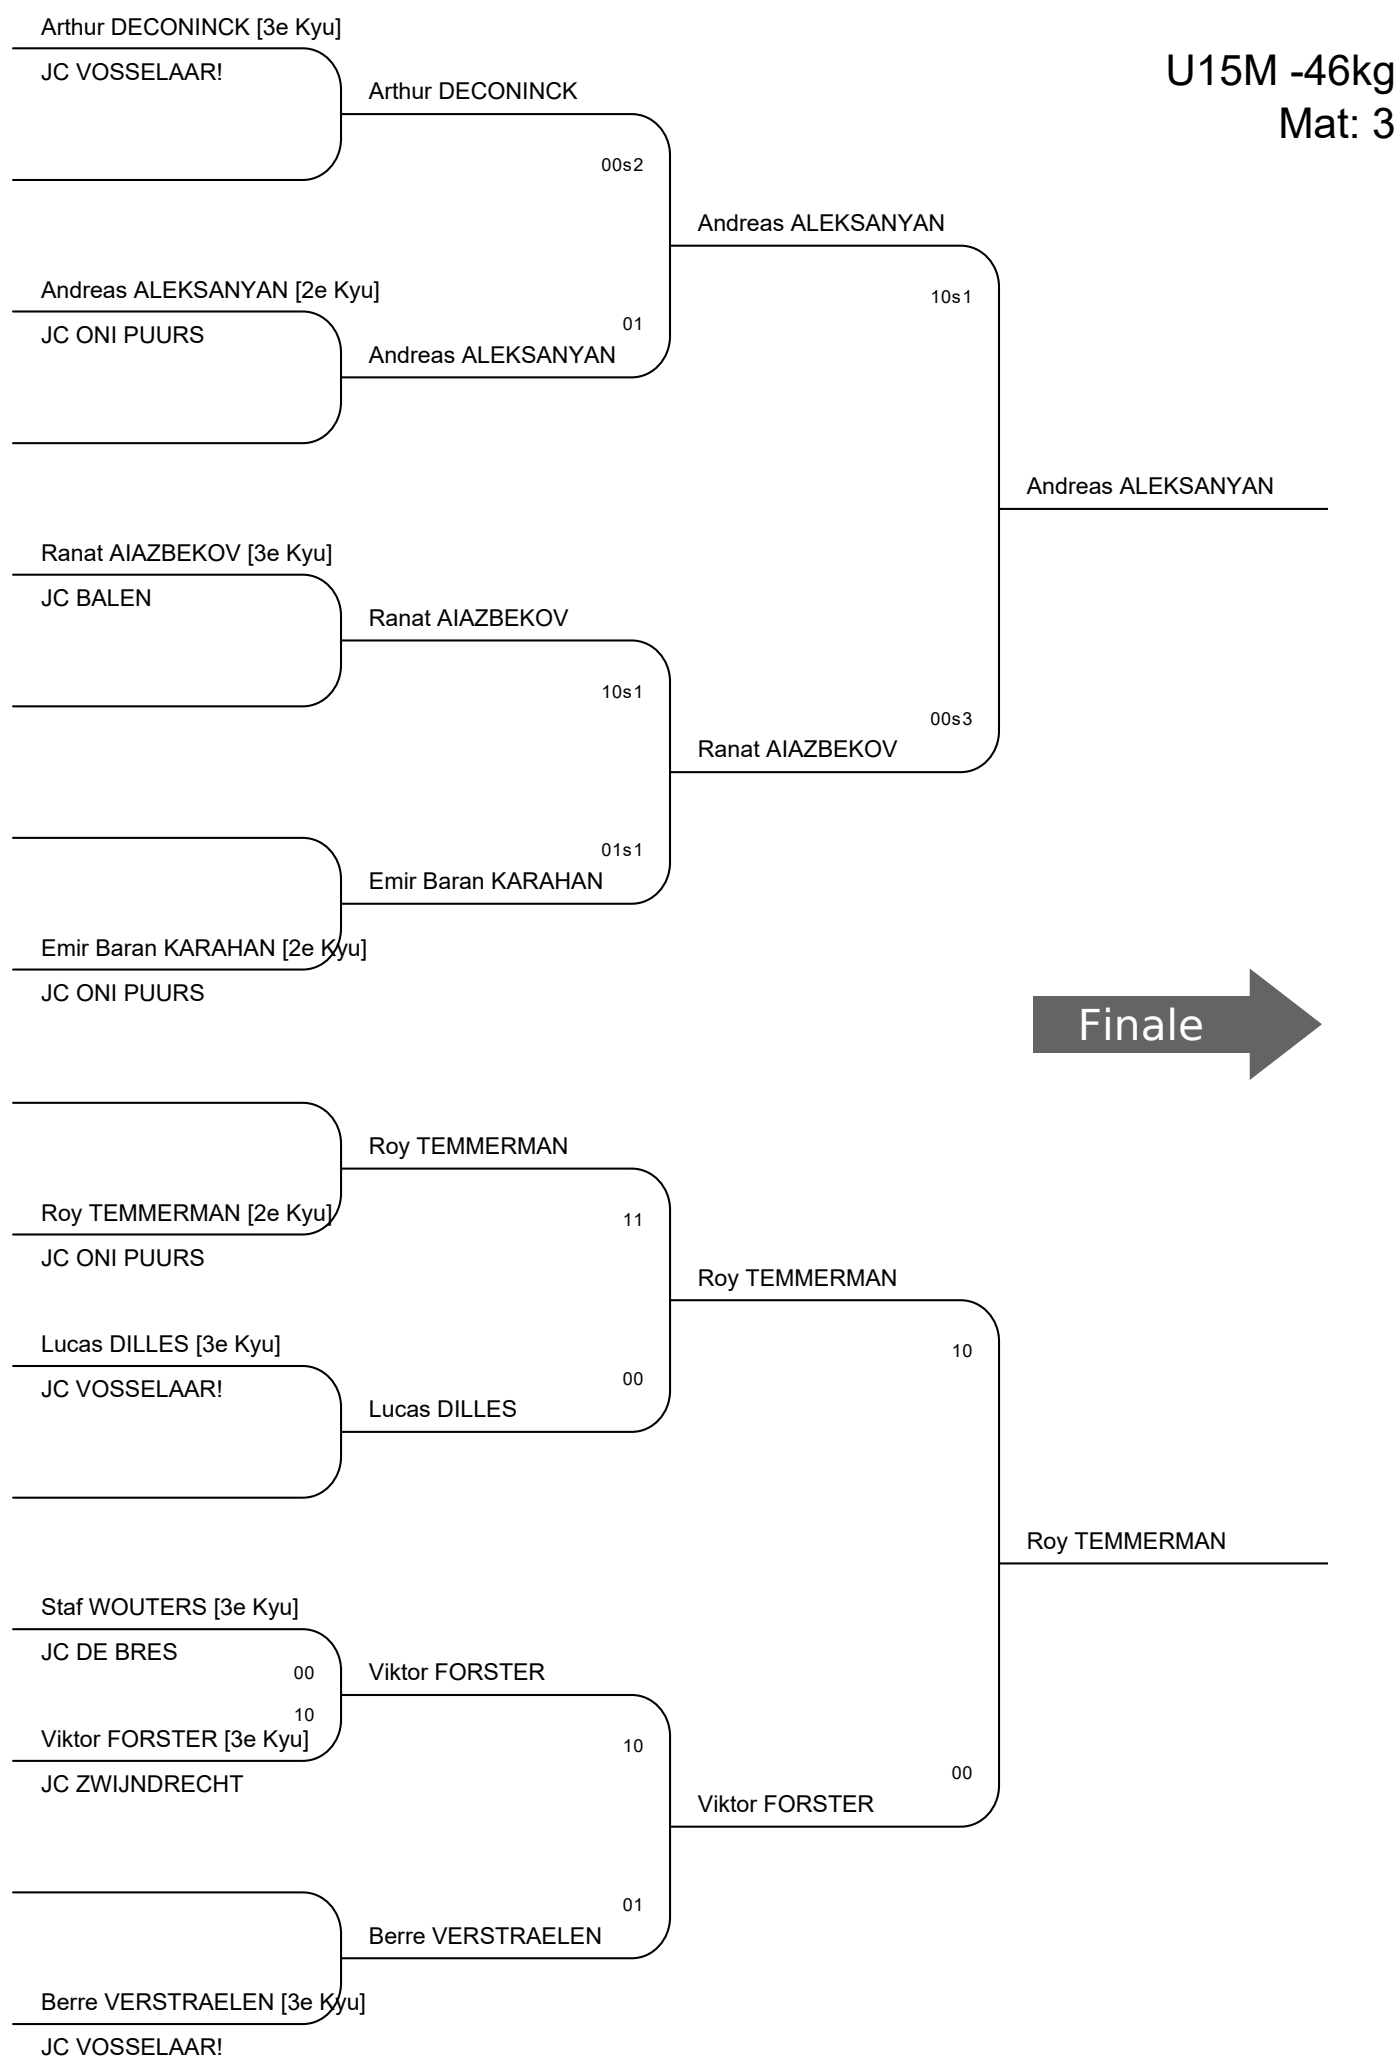 Arthur DECONINCK [3e Kyu]
JC VOSSELAAR!
U15M -46kg
Mat: 3
Arthur DECONINCK
00s2
Andreas ALEKSANYAN
Andreas ALEKSANYAN [2e Kyu]
JC ONI PUURS
10s1
01
Andreas ALEKSANYAN
Andreas ALEKSANYAN
Ranat AIAZBEKOV [3e Kyu]
JC BALEN
Ranat AIAZBEKOV
10s1
00s3
Ranat AIAZBEKOV
01s1
Emir Baran KARAHAN
Emir Baran KARAHAN [2e Kyu]
JC ONI PUURS
Finale
Roy TEMMERMAN
Roy TEMMERMAN [2e Kyu]
11
JC ONI PUURS
Roy TEMMERMAN
Lucas DILLES [3e Kyu]
10
JC VOSSELAAR!
00
Lucas DILLES
Roy TEMMERMAN
Staf WOUTERS [3e Kyu]
JC DE BRES
00
Viktor FORSTER
10
Viktor FORSTER [3e Kyu]
10
00
JC ZWIJNDRECHT
Viktor FORSTER
01
Berre VERSTRAELEN
Berre VERSTRAELEN [3e Kyu]
JC VOSSELAAR!